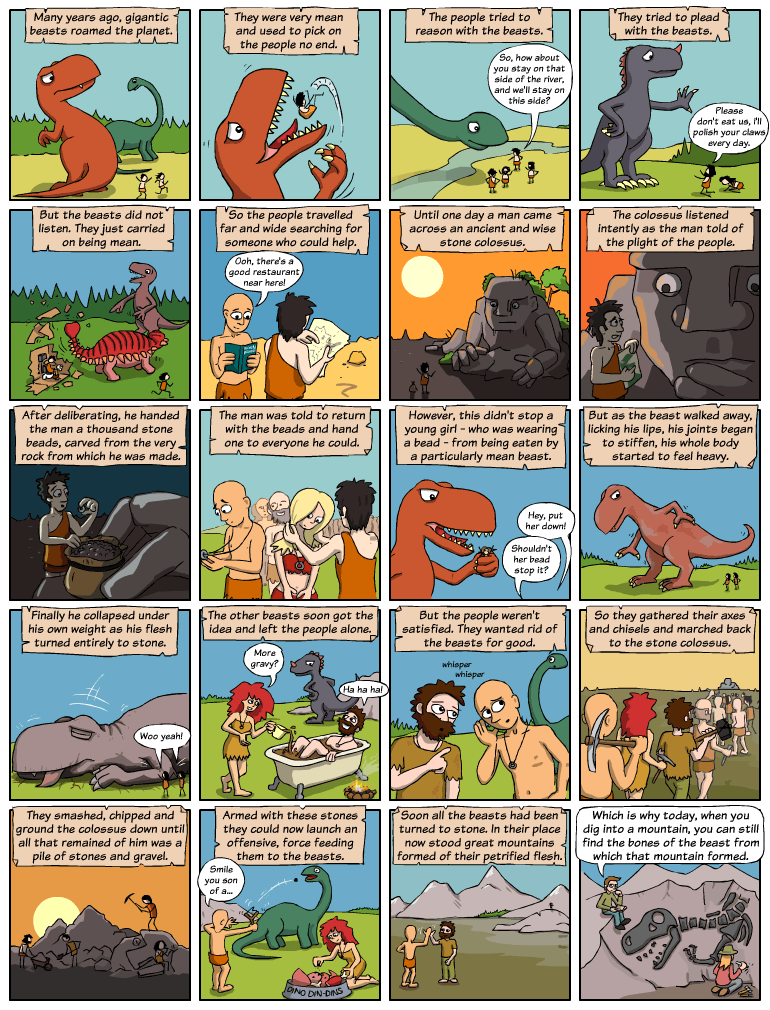 Many years ago, gigantic
beasts roamed the planet.
They were very mean
and used to pick on
the people no end.
The people tried to
reason with the beasts.
So, how about
you stay on that
side of the river,
and we'll stay on
this side?
They tried to plead
with the beasts.
Please
don't eat us, I'll
polish your claws
every day.
But the beasts did not
listen. They just carried
on being mean.
So the people travelled
far and wide searching for
someone who could help.
Ooh, there's a
good restaurant
near here!
Until one day a man came
across an ancient and wise
stone colossus.
The colossus listened
intently as the man told of
the plight of the people.
After deliberating, he handed
the man a thousand stone
beads, carved from the very
rock from which he was made.
The man was told to return
with the beads and hand
one to everyone he could.
However, this didn't stop a
young girl - who was wearing
a bead - from being eaten by
a particularly mean beast.
Hey, put
her down!
Shouldn't
her bead
stop it?
But as the beast walked away,
licking his lips, his joints began
to stiffen, his whole body
started to feel heavy.
Finally he collapsed under
his own weight as his flesh
turned entirely to stone.
Woo yeah!
The other beasts soon got the
idea and left the people alone.
More
gravy?
Ha ha ha!
But the people weren't
satisfied. They wanted rid of
the beasts for good.
whisper
whisper
So they gathered their axes
and chisels and marched back
to the stone colossus.
They smashed, chipped and
ground the colossus down until
all that remained of him was a
pile of stones and gravel.
Armed with these stones
they could now launch an
offensive, force feeding
them to the beasts.
Smile
you son
of a...
DINO DIN-DINS
Soon all the beasts had been
turned to stone. In their place
now stood great mountains
formed of their petrified flesh.
Which is why today, when you
dig into a mountain, you can still
find the bones of the beast from
which that mountain formed.